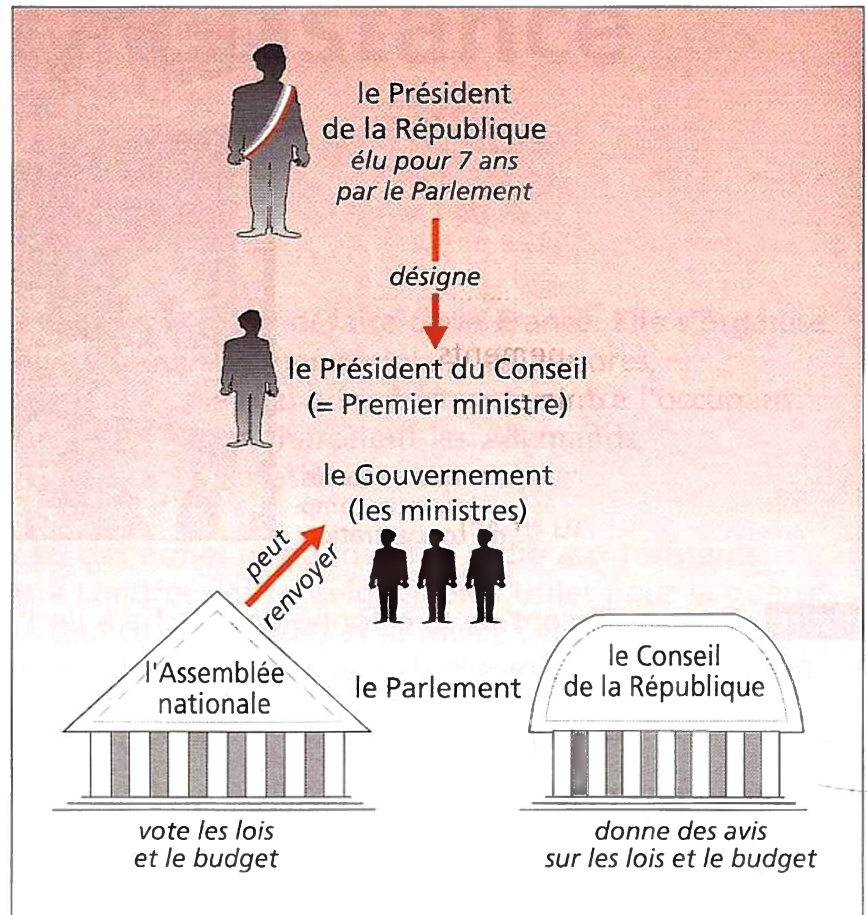 le Président
de la République
élu pour 7 ans
par le Parlement
désigne
le Président du Conseil
(= Premier ministre)
le Gouvernement
(les ministres)
peut
renvoyer
l'Assemblée
nationale
le Parlement
le Conseil
de la République
vote les lois
et le budget
donne des avis
sur les lois et le budget